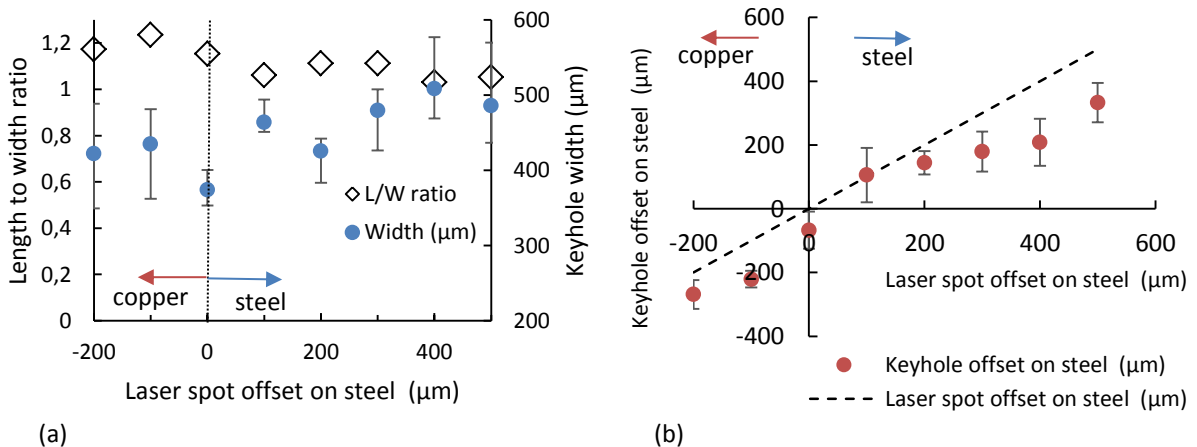 Length to width ratio
1,2
1
0,8
0,6
0,4
0,2
0
600
500
400
300
200
Keyhole width (µm)
L/W ratio
Width (µm)
copper
steel
-200
0
200
400
Laser spot offset on steel (µm)
(a)
Keyhole offset on steel (µm)
copper
steel
600
400
200
0
-200
-400
-200
0
200
400
600
Laser spot offset on steel (µm)
Keyhole offset on steel (µm)
Laser spot offset on steel (µm)
(b)